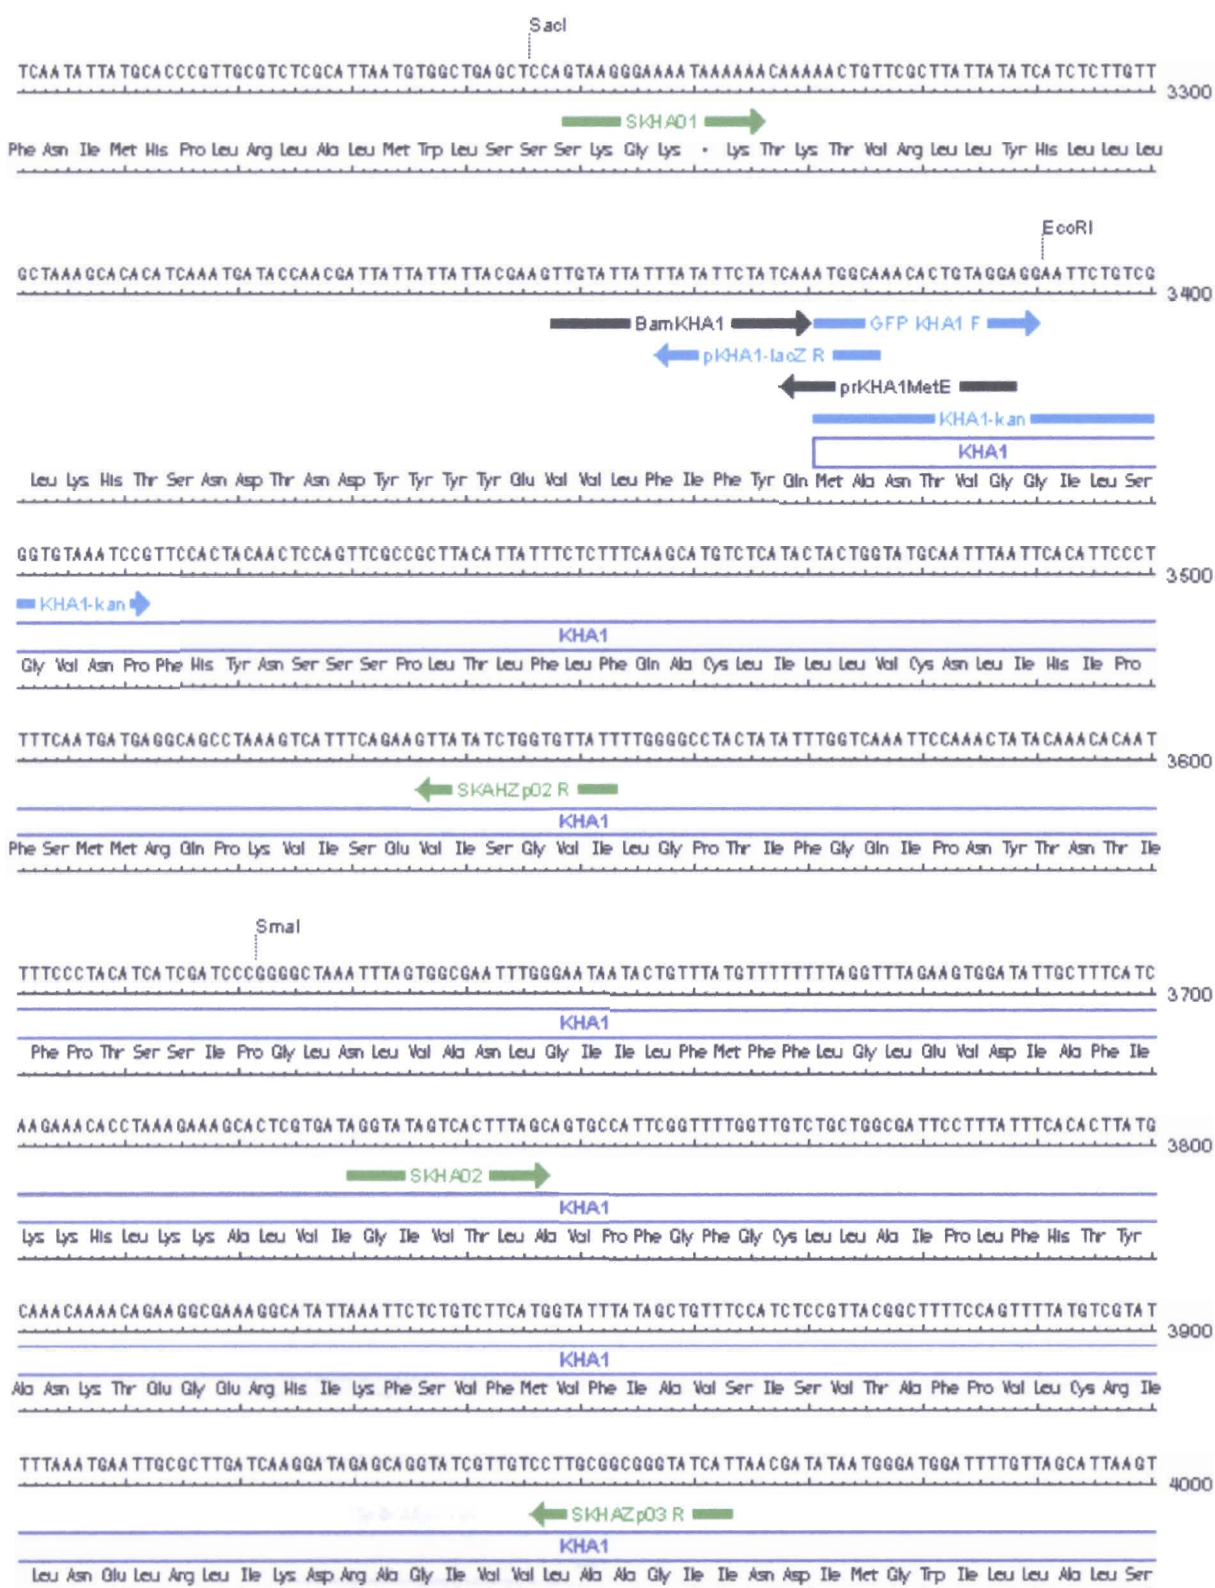 SacI
TCAATATTATGCACCCGTTGCGTCTCGCATTAATGTGGCTGAGCTCCAGTAAGGGAAAATAAAAAACAAAAACTGTTCGCTTATTATATCATCTCTTGTT
3300
SKHA01
Phe Asn Ile Met His Pro Leu Arg Leu Ala Leu Met Trp Leu Ser Ser Ser Lys Gly Lys • Lys Thr Lys Thr Val Arg Leu Leu Tyr His Leu Leu Leu
EcoRI
GCTAAAGCACACATCAAATGATACCAACGATTATTATTATTACGAAGTTGTATTATTTATATTCTATCAAATGGCAAACACTGTAGGAGGAATTCTGTCG
3400
BamKHA1 GFP KHA1 F
pKHA1-lacZ R
prKHA1MetE
KHA1-kan
KHA1
Leu Lys His Thr Ser Asn Asp Thr Asn Asp Tyr Tyr Tyr Tyr Glu Val Val Leu Phe Ile Phe Tyr Gln Met Ala Asn Thr Val Gly Gly Ile Leu Ser
GGTGTAAATCCGTTCCACTACAACTCCAGTTCGCCGCTTACATTATTTCTCTTTCAAGCATGTCTCATACTACTGGTATGCAATTTAATTCACATTCCCT
3500
KHA1-kan
KHA1
Gly Val Asn Pro Phe His Tyr Asn Ser Ser Ser Pro Leu Thr Leu Phe Leu Phe Gln Ala Cys Leu Ile Leu Leu Val Cys Asn Leu Ile His Ile Pro
TTTCAATGATGAGGCAGCCTAAAGTCATTTCAGAAGTTATATCTGGTGTTATTTTGGGGCCTACTATATTTGGTCAAATTCCAAACTATACAAACACAAT
3600
SKAHZp02 R
KHA1
Phe Ser Met Met Arg Gln Pro Lys Val Ile Ser Glu Val Ile Ser Gly Val Ile Leu Gly Pro Thr Ile Phe Gly Gln Ile Pro Asn Tyr Thr Asn Thr Ile
SmaI
TTTCCCTACATCATCGATCCCGGGGCTAAATTTAGTGGCGAATTTGGGAATAATACTGTTTATGTTTTTTTTAGGTTTAGAAGTGGATATTGCTTTCATC
3700
KHA1
Phe Pro Thr Ser Ser Ile Pro Gly Leu Asn Leu Val Ala Asn Leu Gly Ile Ile Leu Phe Met Phe Phe Leu Gly Leu Glu Val Asp Ile Ala Phe Ile
AAGAAACACCTAAAGAAAGCACTCGTGATAGGTATAGTCACTTTAGCAGTGCCATTCGGTTTTGGTTGTCTGCTGGCGATTCCTTTATTTCACACTTATG
3800
SKHA02
KHA1
Lys Lys His Leu Lys Lys Ala Leu Val Ile Gly Ile Val Thr Leu Ala Val Pro Phe Gly Phe Gly Cys Leu Leu Ala Ile Pro Leu Phe His Thr Tyr
CAAACAAAACAGAAGGCGAAAGGCATATTAAATTCTCTGTCTTCATGGTATTTATAGCTGTTTCCATCTCCGTTACGGCTTTTCCAGTTTTATGTCGTAT
3900
KHA1
Ala Asn Lys Thr Glu Gly Glu Arg His Ile Lys Phe Ser Val Phe Met Val Phe Ile Ala Val Ser Ile Ser Val Thr Ala Phe Pro Val Leu Cys Arg Ile
TTTAAATGAATTGCGCTTGATCAAGGATAGAGCAGGTATCGTTGTCCTTGCGGCGGGTATCATTAACGATATAATGGGATGGATTTTGTTAGCATTAAGT
4000
SKHAZp03 R
KHA1
Leu Asn Glu Leu Arg Leu Ile Lys Asp Arg Ala Gly Ile Val Val Leu Ala Ala Gly Ile Ile Asn Asp Ile Met Gly Trp Ile Leu Leu Ala Leu Ser